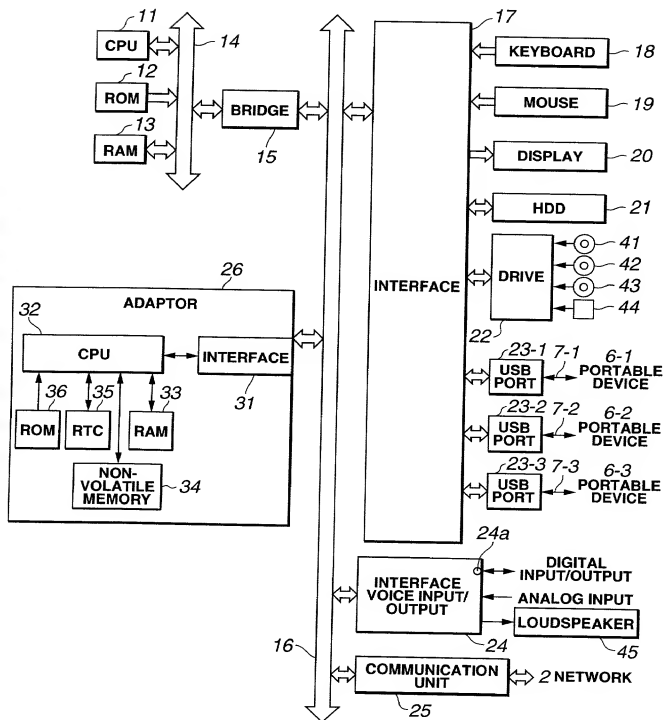 11
14
CPU
12
ROM
13
RAM
BRIDGE
15
17
KEYBOARD
18
MOUSE
19
DISPLAY
20
HDD
21
INTERFACE
DRIVE
22
41
42
43
44
23-1
USB PORT
7-1
6-1
PORTABLE DEVICE
23-2
USB PORT
7-2
6-2
PORTABLE DEVICE
23-3
USB PORT
7-3
6-3
PORTABLE DEVICE
26
ADAPTOR
32
CPU
INTERFACE
31
36
ROM
35
RTC
33
RAM
NON-
VOLATILE
MEMORY
34
24a
INTERFACE
VOICE INPUT/
OUTPUT
24
DIGITAL
INPUT/OUTPUT
ANALOG INPUT
LOUDSPEAKER
45
16
COMMUNICATION
UNIT
25
2 NETWORK